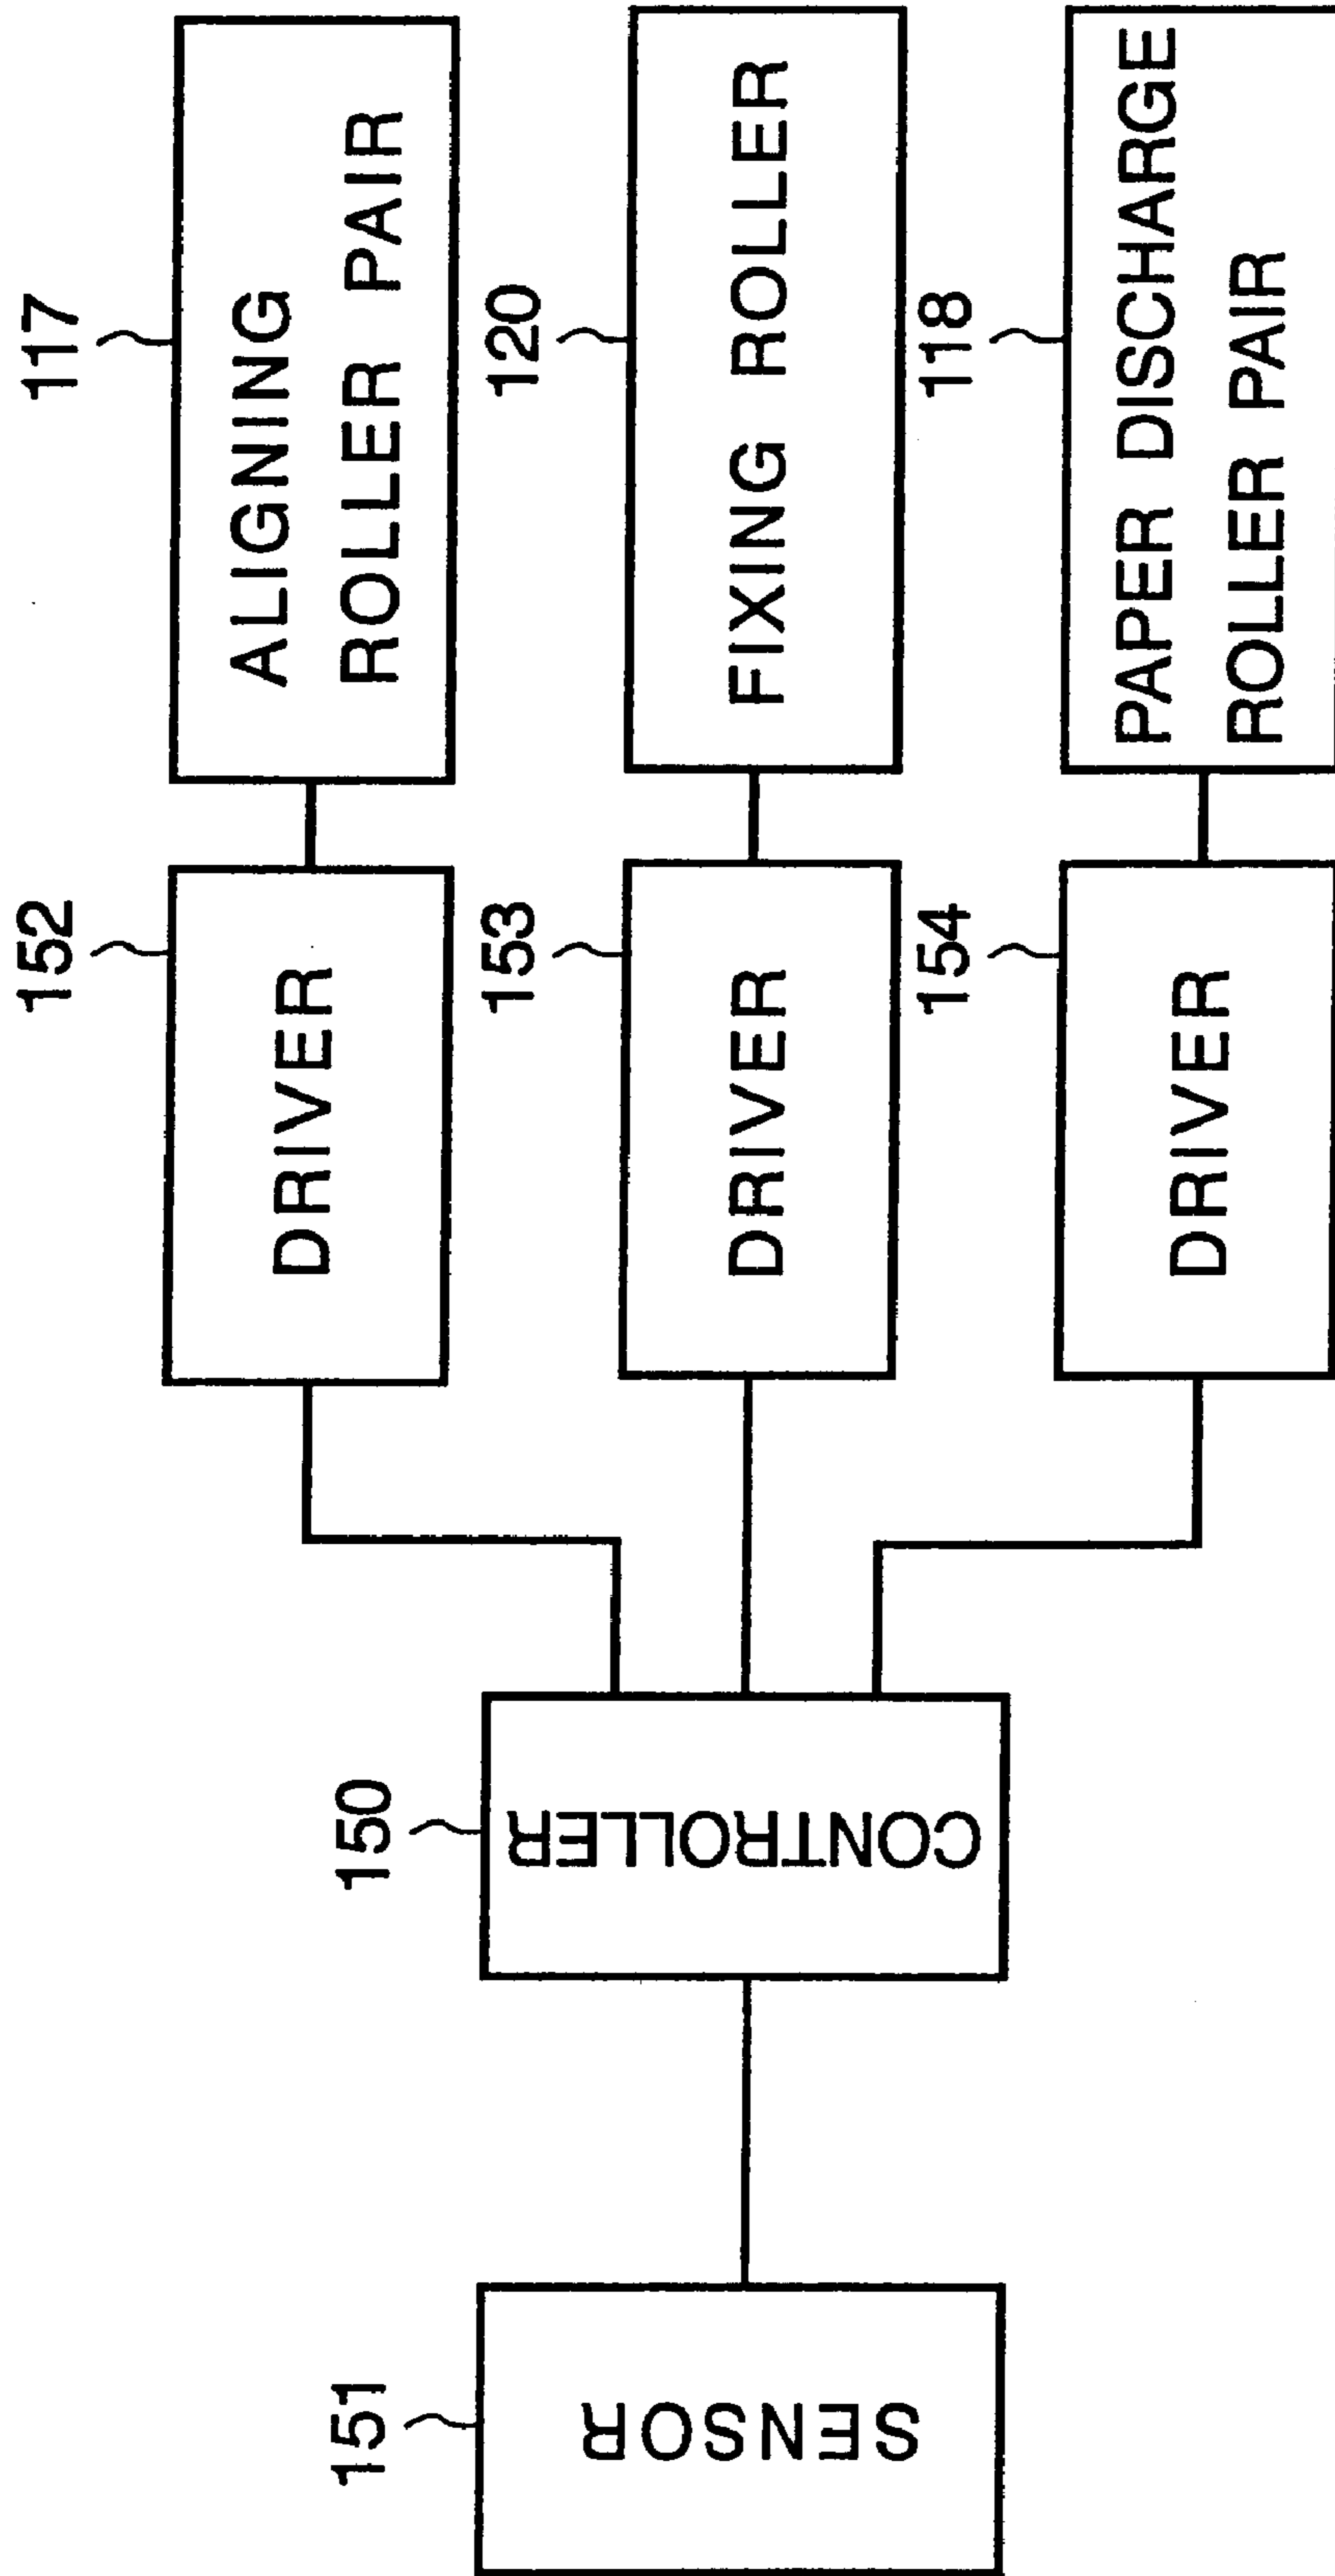 151
SENSOR
150
CONTROLLER
152
DRIVER
117
ALIGNING
ROLLER PAIR
153
DRIVER
120
FIXING ROLLER
154
DRIVER
118
PAPER DISCHARGE
ROLLER PAIR